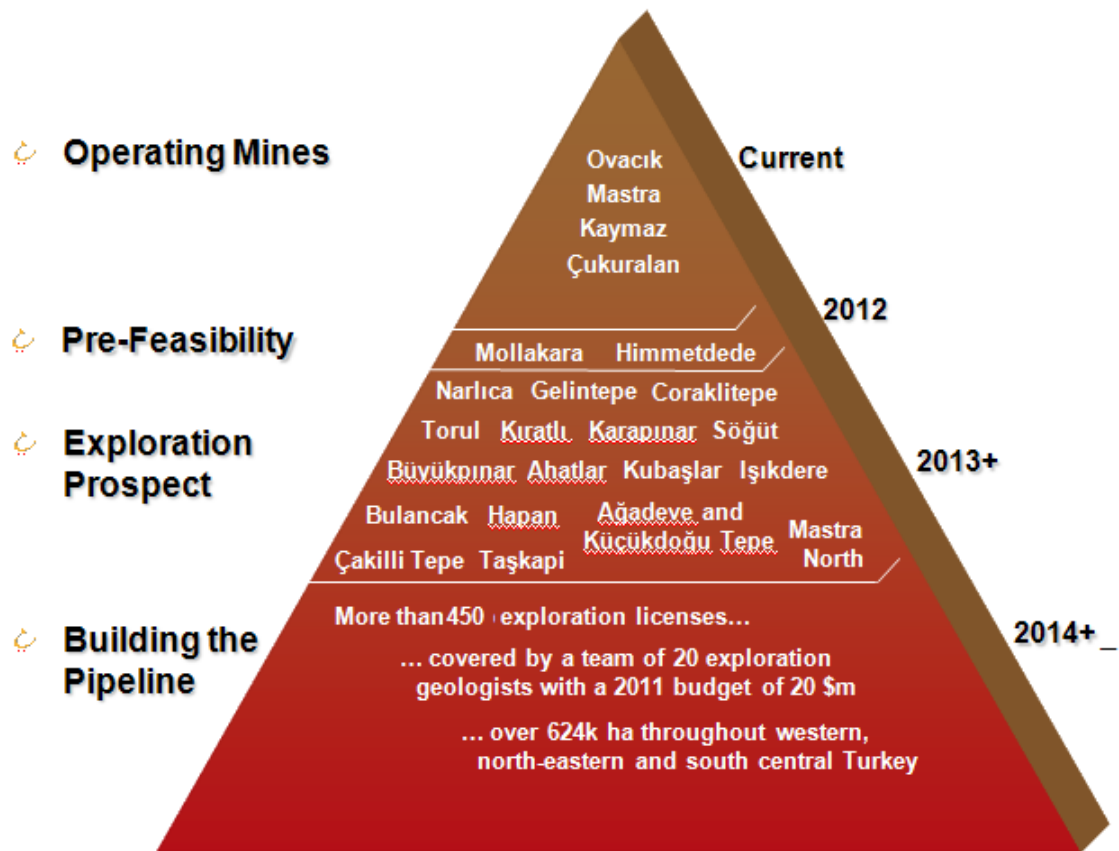 Operating Mines
Ovacık
Mastra
Kaymaz
Çukuralan
Current
Pre-Feasibility
2012
Mollakara Himmetdede
Narlıca Gelintepe Coraklitepe
Torul Kıratlı Karapınar Söğüt
Exploration
Prospect
Büyükpınar Ahatlar Kubaşlar Işıkdere
2013+
Bulancak Hapan Ağadeve and
Küçükdoğu Tepe
Mastra
North
Çakilli Tepe Taşkapi
Building the
Pipeline
More than 450 exploration licenses…
… covered by a team of 20 exploration
geologists with a 2011 budget of 20 $m
… over 624k ha throughout western,
north-eastern and south central Turkey
2014+ _